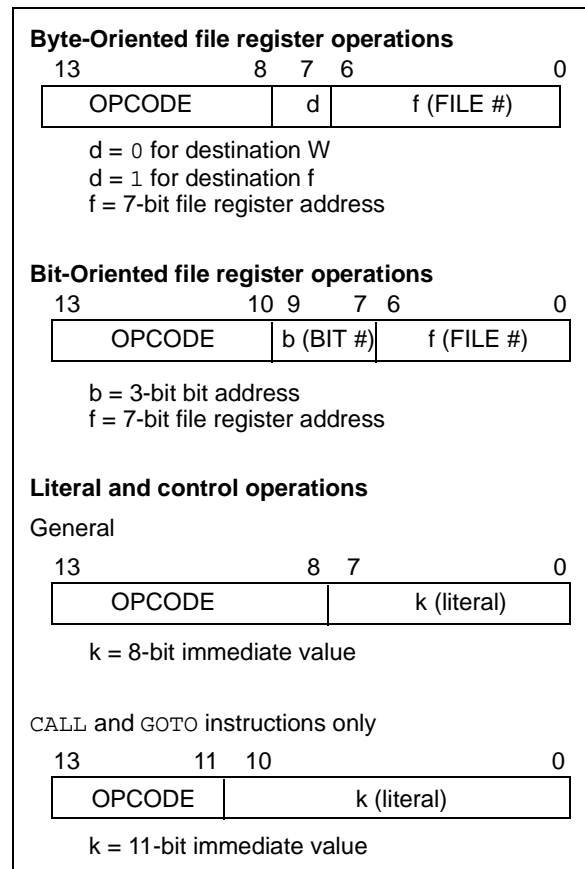 Byte-Oriented file register operations
13 8 7 6 0
OPCODE d f (FILE #)
d = 0 for destination W
d = 1 for destination f
f = 7-bit file register address
Bit-Oriented file register operations
13 10 9 7 6 0
OPCODE b (BIT #) f (FILE #)
b = 3-bit bit address
f = 7-bit file register address
Literal and control operations
General
13 8 7 0
OPCODE k (literal)
k = 8-bit immediate value
CALL and GOTO instructions only
13 11 10 0
OPCODE k (literal)
k = 11-bit immediate value